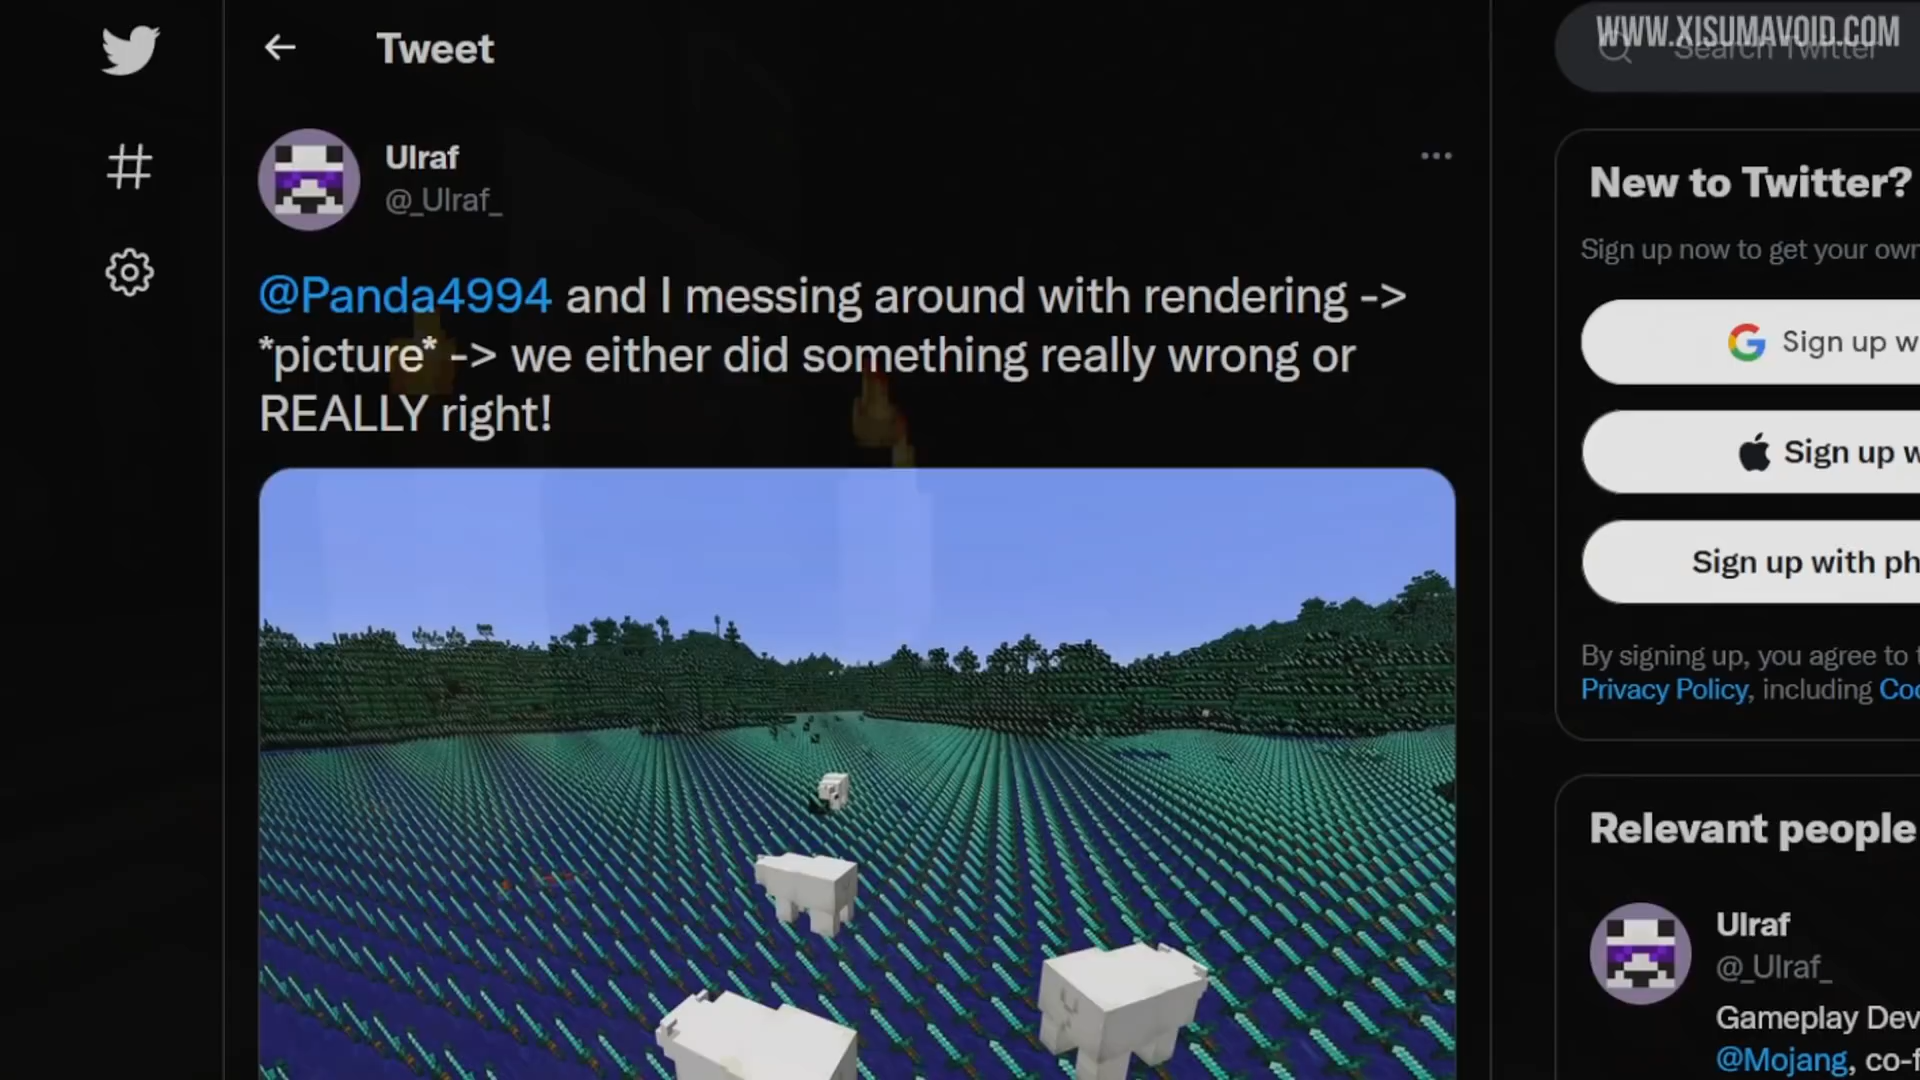 WWW.XISUMAVOID.COM
Search Twitter
Tweet
Ulraf
@_Ulraf_
@Panda4994 and I messing around with rendering ->
*picture* -> we either did something really wrong or
REALLY right!
New to Twitter?
Sign up now to get your own
Sign up w
Sign up w
Sign up with ph
By signing up, you agree to t
Privacy Policy, including Coo
Relevant people
Ulraf
@_Ulraf_
Gameplay Dev
@Mojang, co-f